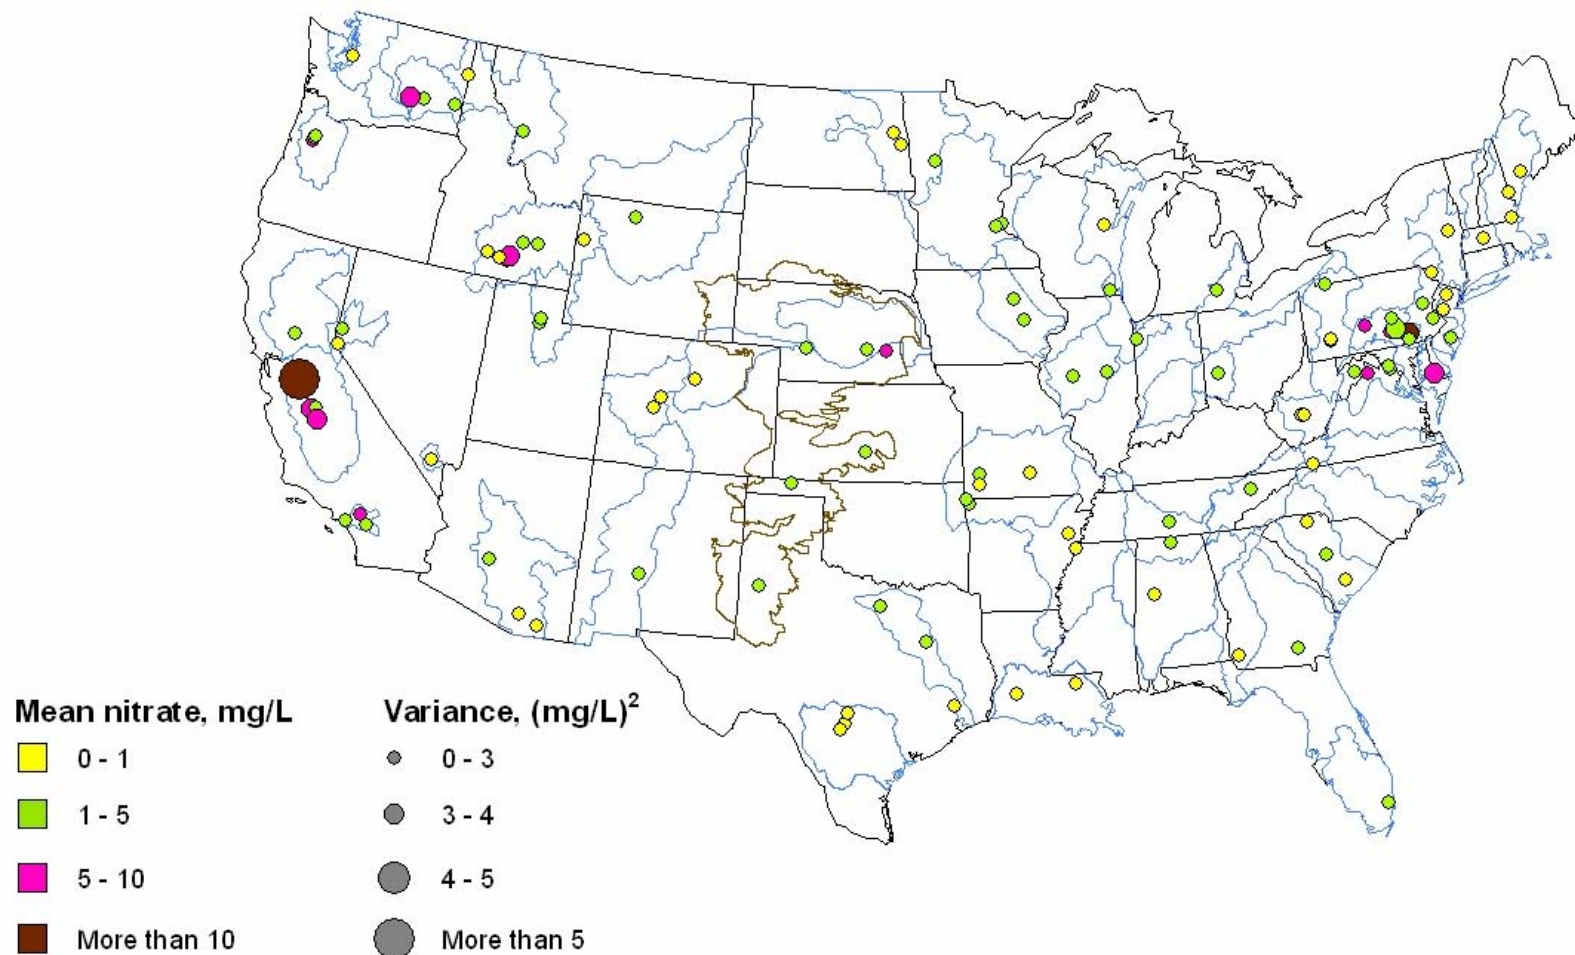 Mean nitrate, mg/L
0 - 1
1 - 5
5 - 10
More than 10
Variance, (mg/L)²
0 - 3
3 - 4
4 - 5
More than 5